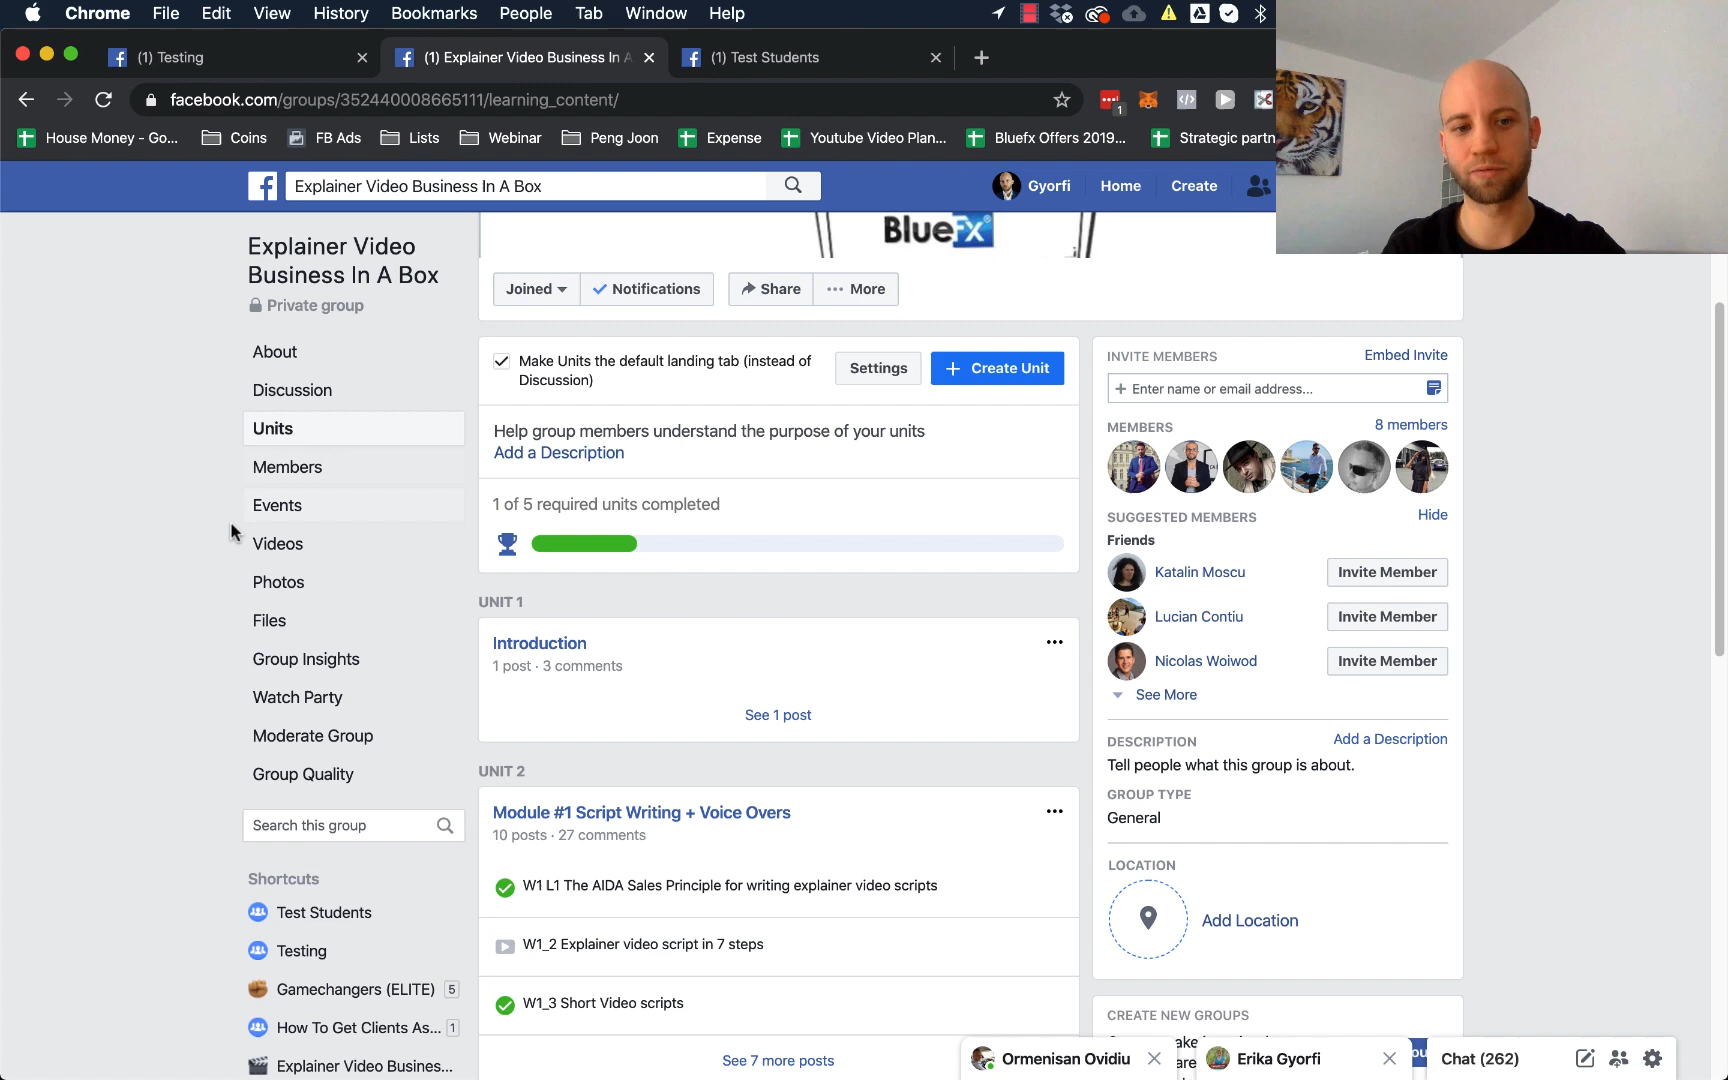 Chrome File Edit View History Bookmarks People Tab Window Help
(1) Testing
(1) Explainer Video Business In A
(1) Test Students
facebook.com/groups/352440008665111/learning_content/
1
House Money - Go... Coins FB Ads Lists Webinar Peng Joon Expense Youtube Video Plan... Bluefx Offers 2019... Strategic partn
Explainer Video Business In A Box
Gyorfi Home Create
Explainer Video
Business In A Box
Private group
About
Discussion
Units
Members
Events
Videos
Photos
Files
Group Insights
Watch Party
Moderate Group
Group Quality
Search this group
Shortcuts
Test Students
Testing
Gamechangers (ELITE) 5
How To Get Clients As... 1
Explainer Video Busines...
BlueFX
Joined Notifications Share More
Make Units the default landing tab (instead of
Discussion)
Settings
+ Create Unit
Help group members understand the purpose of your units
Add a Description
1 of 5 required units completed
UNIT 1
Introduction
1 post · 3 comments
See 1 post
UNIT 2
Module #1 Script Writing + Voice Overs
10 posts · 27 comments
W1 L1 The AIDA Sales Principle for writing explainer video scripts
W1_2 Explainer video script in 7 steps
W1_3 Short Video scripts
See 7 more posts
INVITE MEMBERS Embed Invite
+ Enter name or email address...
MEMBERS 8 members
SUGGESTED MEMBERS Hide
Friends
Katalin Moscu Invite Member
Lucian Contiu Invite Member
Nicolas Woiwod Invite Member
See More
DESCRIPTION Add a Description
Tell people what this group is about.
GROUP TYPE
General
LOCATION
Add Location
CREATE NEW GROUPS
Ormenisan Ovidiu
Erika Gyorfi
Chat (262)